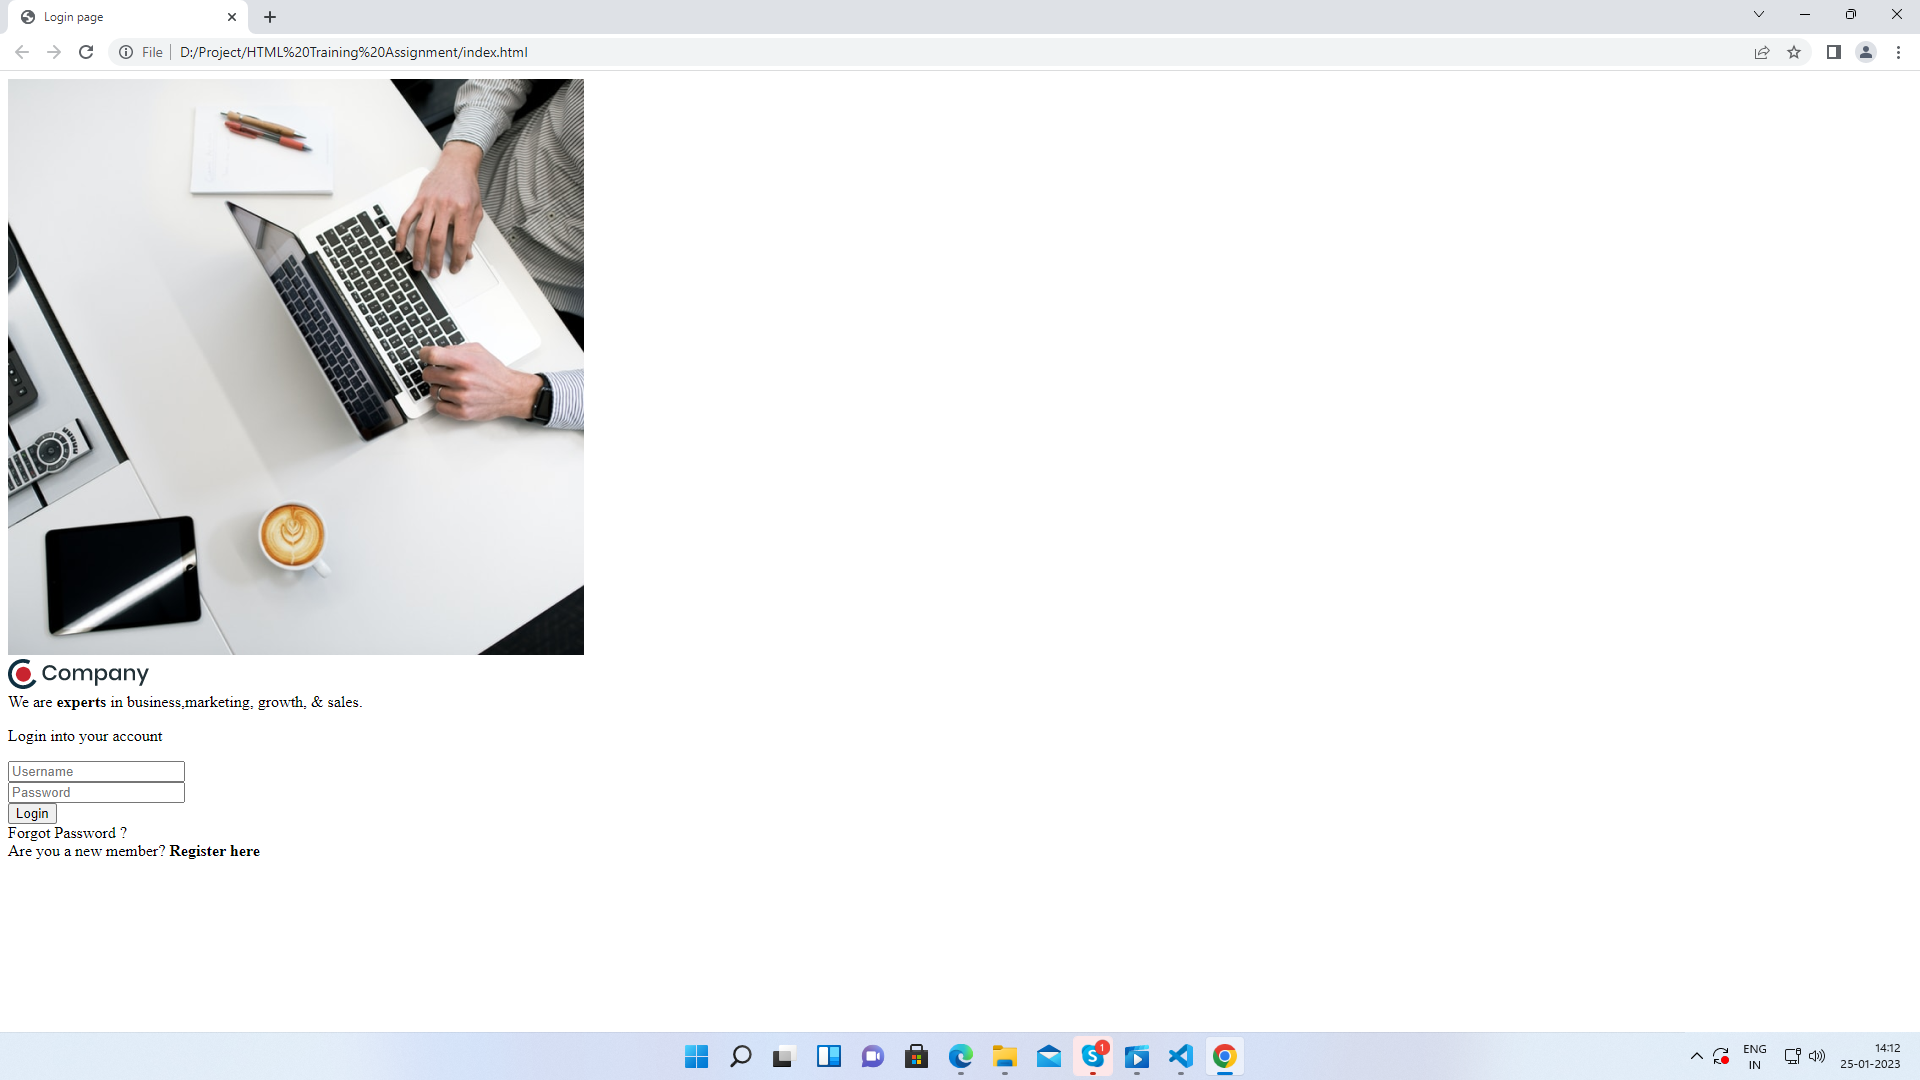 Login page
File
D:/Project/HTML%20Training%20Assignment/index.html
Company
We are experts in business,marketing, growth, & sales.
Login into your account
Username
Password
Login
Forgot Password ?
Are you a new member? Register here
1
ENG
IN
14:12
25-01-2023